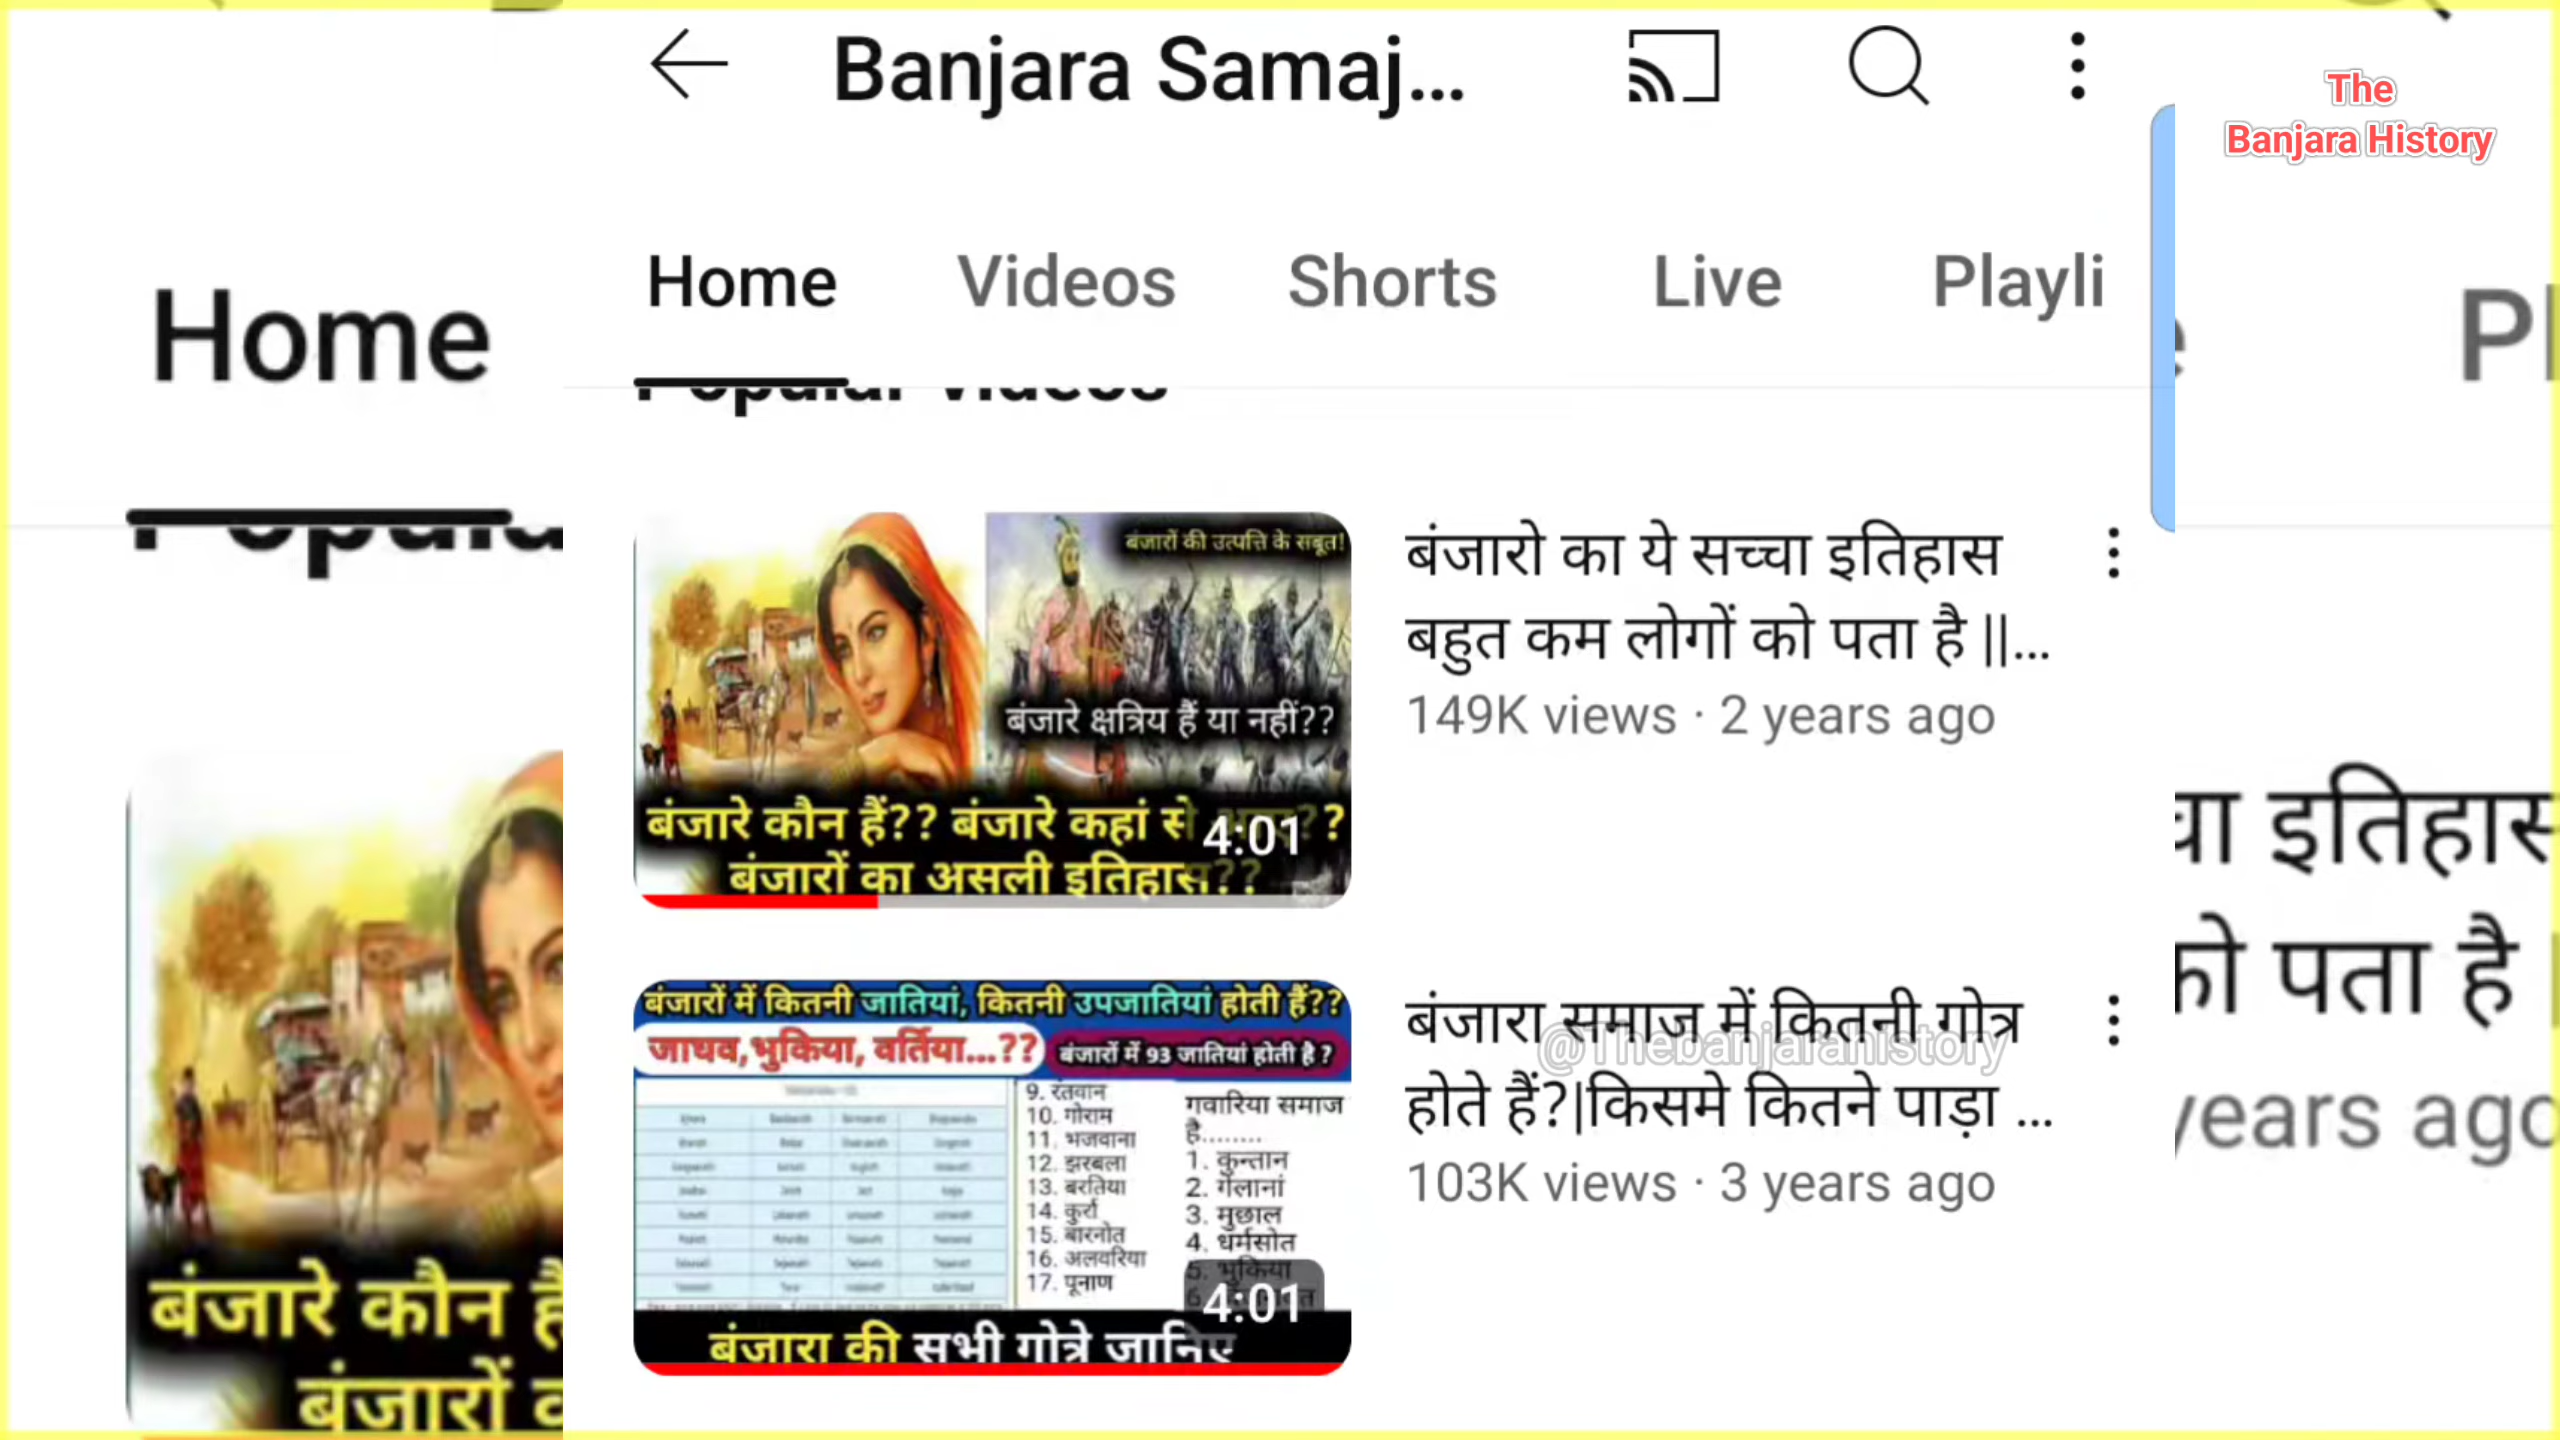 Banjara Samaj...
The
Banjara History
Home
Home Videos Shorts Live Playli
Popular videos
बंजारों की उत्पत्ति के सबूत!
बंजारे क्षत्रिय हैं या नहीं??
बंजारे कौन हैं?? बंजारे कहां से
4:01
बंजारों का असली इतिहास??
बंजारो का ये सच्चा इतिहास
बहुत कम लोगों को पता है ||...
149K views · 2 years ago
बंजारों में कितनी जातियां, कितनी उपजातियां होती हैं??
जाधव,भुकिया, वर्तिया...??
बंजारों में 93 जातियां होती है ?
9. रतवान
10. गोराम
11. भजवाना
12. झरबला
13. बरतिया
14. कुर्रा
15. बारनोत
16. अलवरिया
17. पूनाण
गवारिया समाज
है........
1. कुन्तान
2. गेलानां
3. मुछाल
4. धर्मसोत
5. भुकिया
4:01
बंजारा की सभी गोत्रे जानिए
बंजारा समाज में कितनी गोत्र
@Thebanjarahistory
होते हैं?|किसमे कितने पाड़ा ...
103K views · 3 years ago
बंजारे कौन
बंजारों
इतिहास
को पता है
years ago